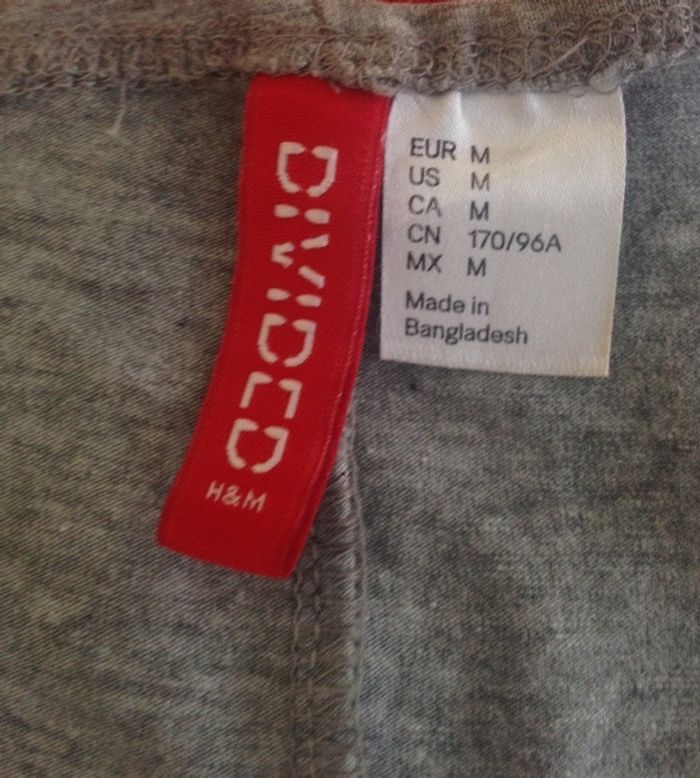 DIVIDED
H&M
EUR M
US M
CA M
CN 170/96A
MX M
Made in
Bangladesh